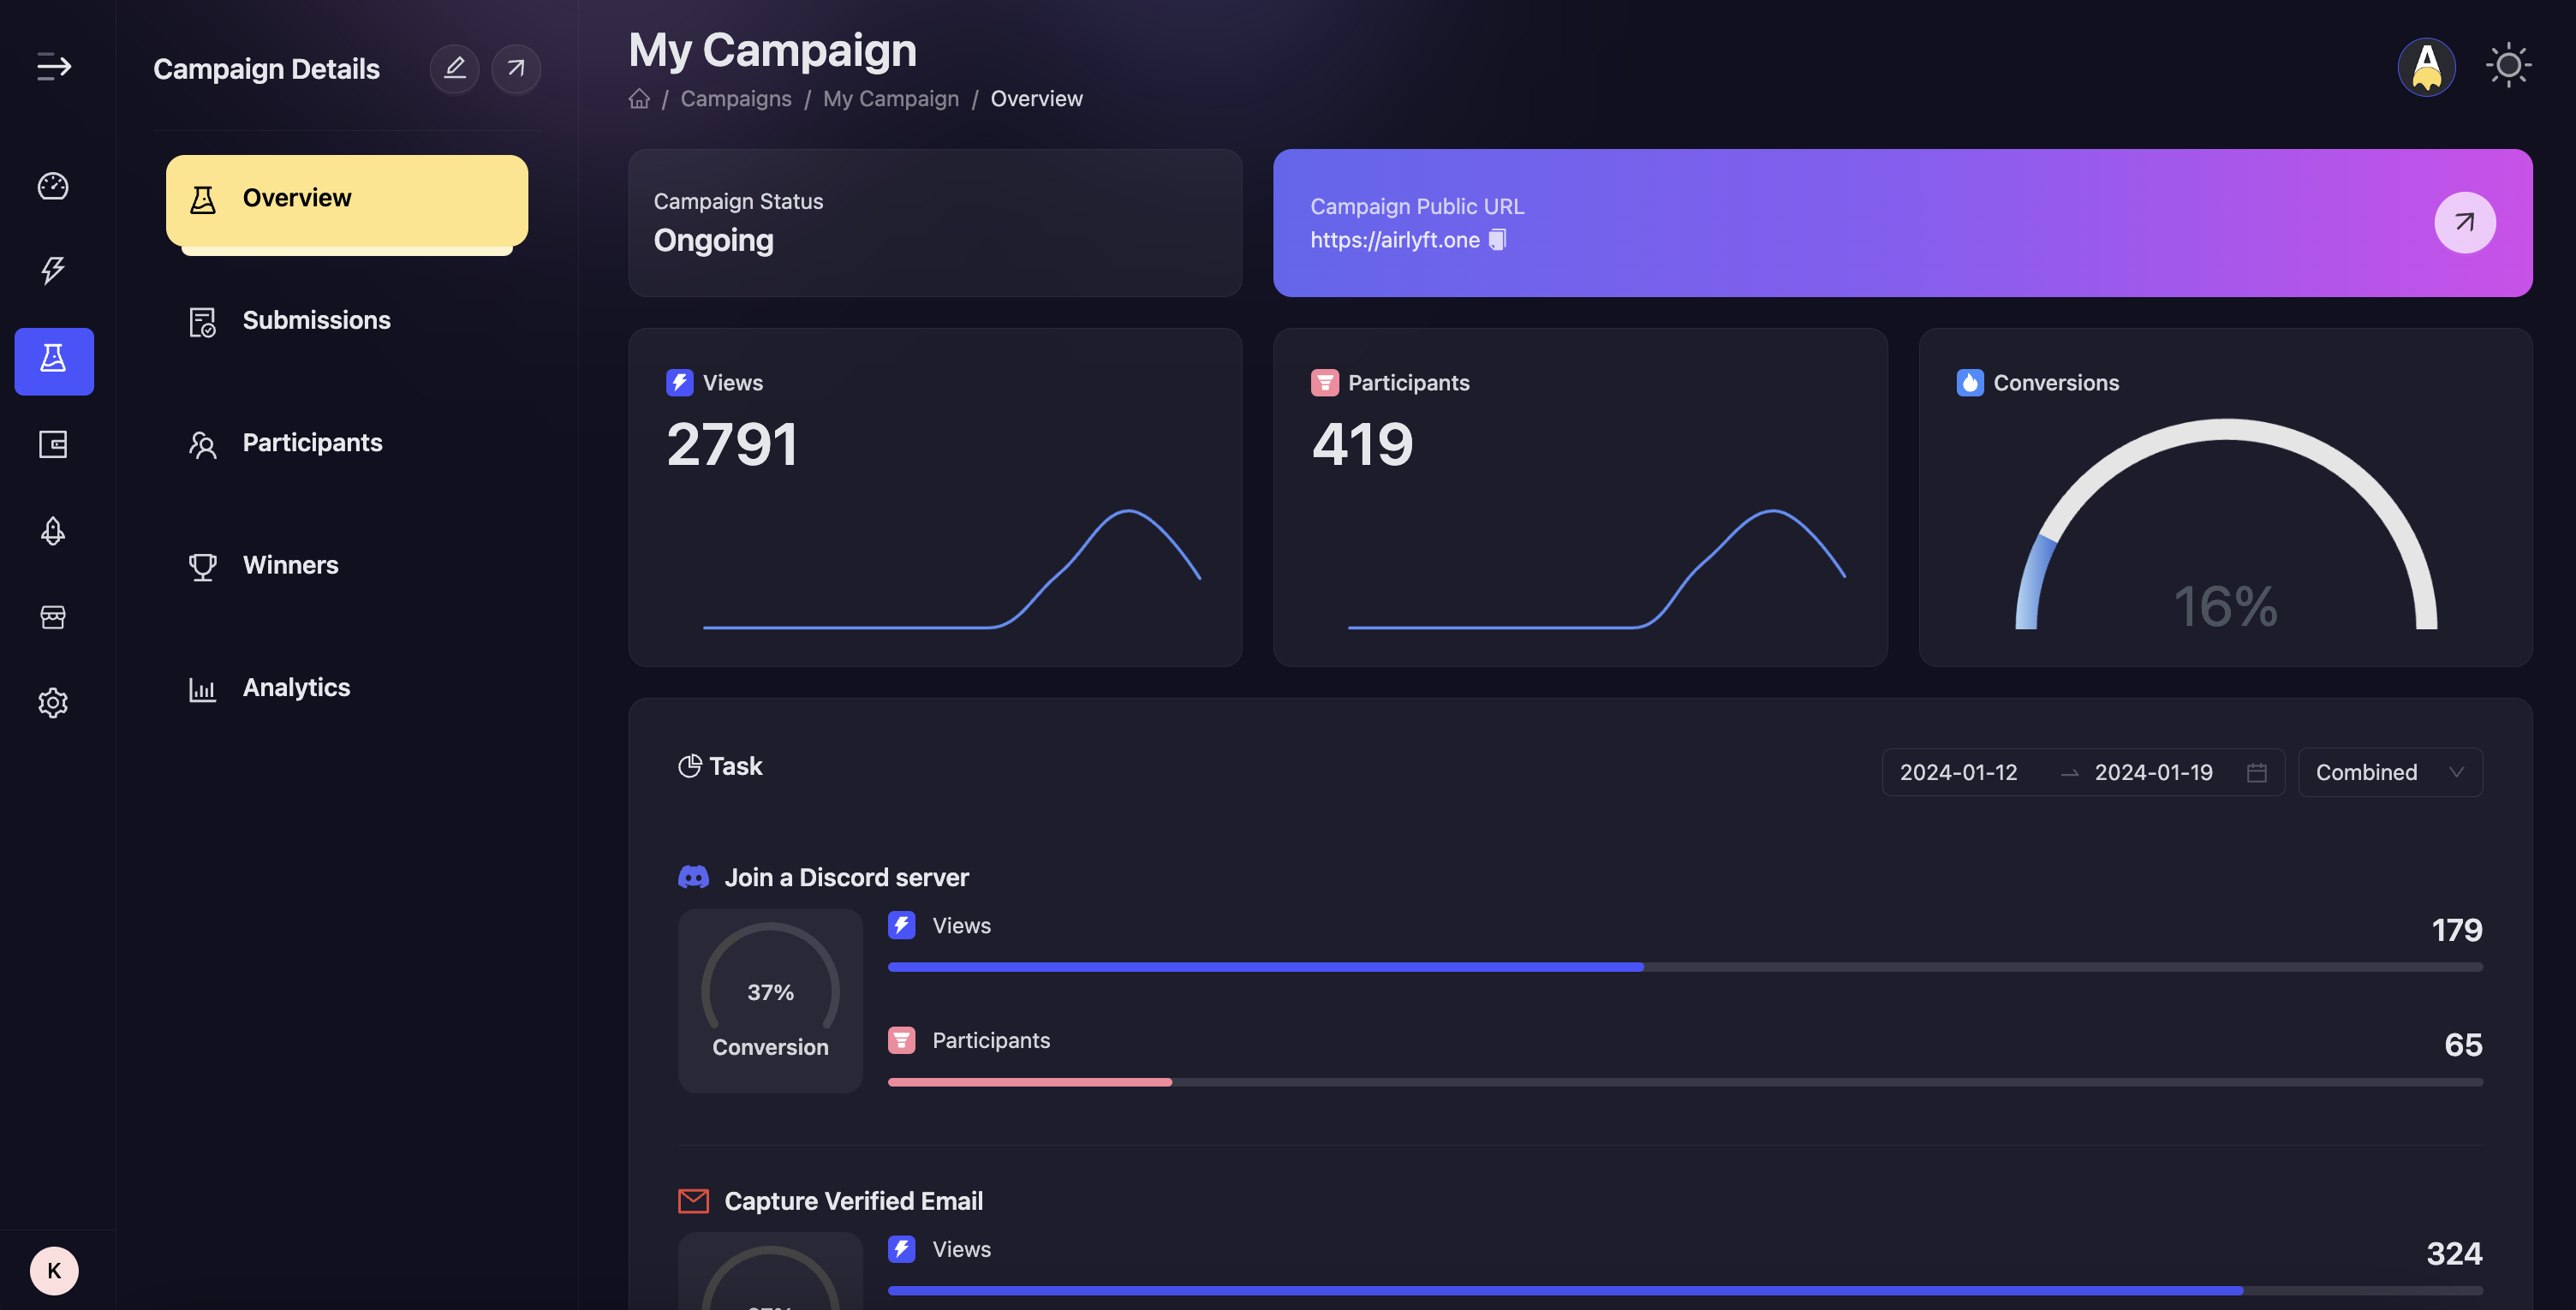 Campaign Details
Overview
Submissions
Participants
Winners
Analytics
K
My Campaign
/ Campaigns / My Campaign / Overview
A
Campaign Status
Ongoing
Campaign Public URL
https://airlyft.one
Views
2791
Participants
419
Conversions
16%
Task
2024-01-12 → 2024-01-19
Combined
Join a Discord server
37%
Conversion
Views
179
Participants
65
Capture Verified Email
Views
324